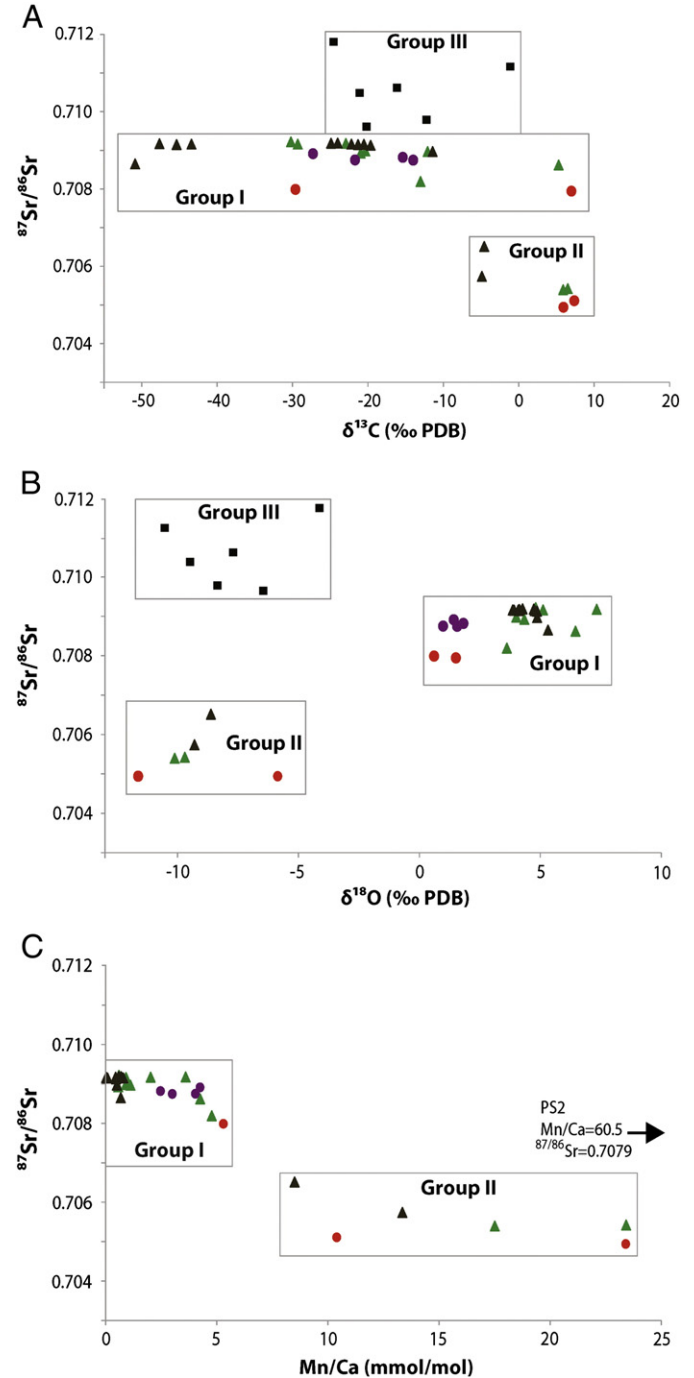 A
0.712
0.710
0.708
0.706
0.704
⁸⁷Sr/⁸⁶Sr
Group III
Group I
Group II
-50 -40 -30 -20 -10 0 10 20
δ¹³C (‰ PDB)
B
0.712
0.710
0.708
0.706
0.704
⁸⁷Sr/⁸⁶Sr
Group III
Group I
Group II
-10 -5 0 5 10
δ¹⁸O (‰ PDB)
C
0.712
0.710
0.708
0.706
0.704
⁸⁷Sr/⁸⁶Sr
Group I
PS2
Mn/Ca=60.5
⁸⁷/⁸⁶Sr=0.7079
Group II
0 5 10 15 20 25
Mn/Ca (mmol/mol)